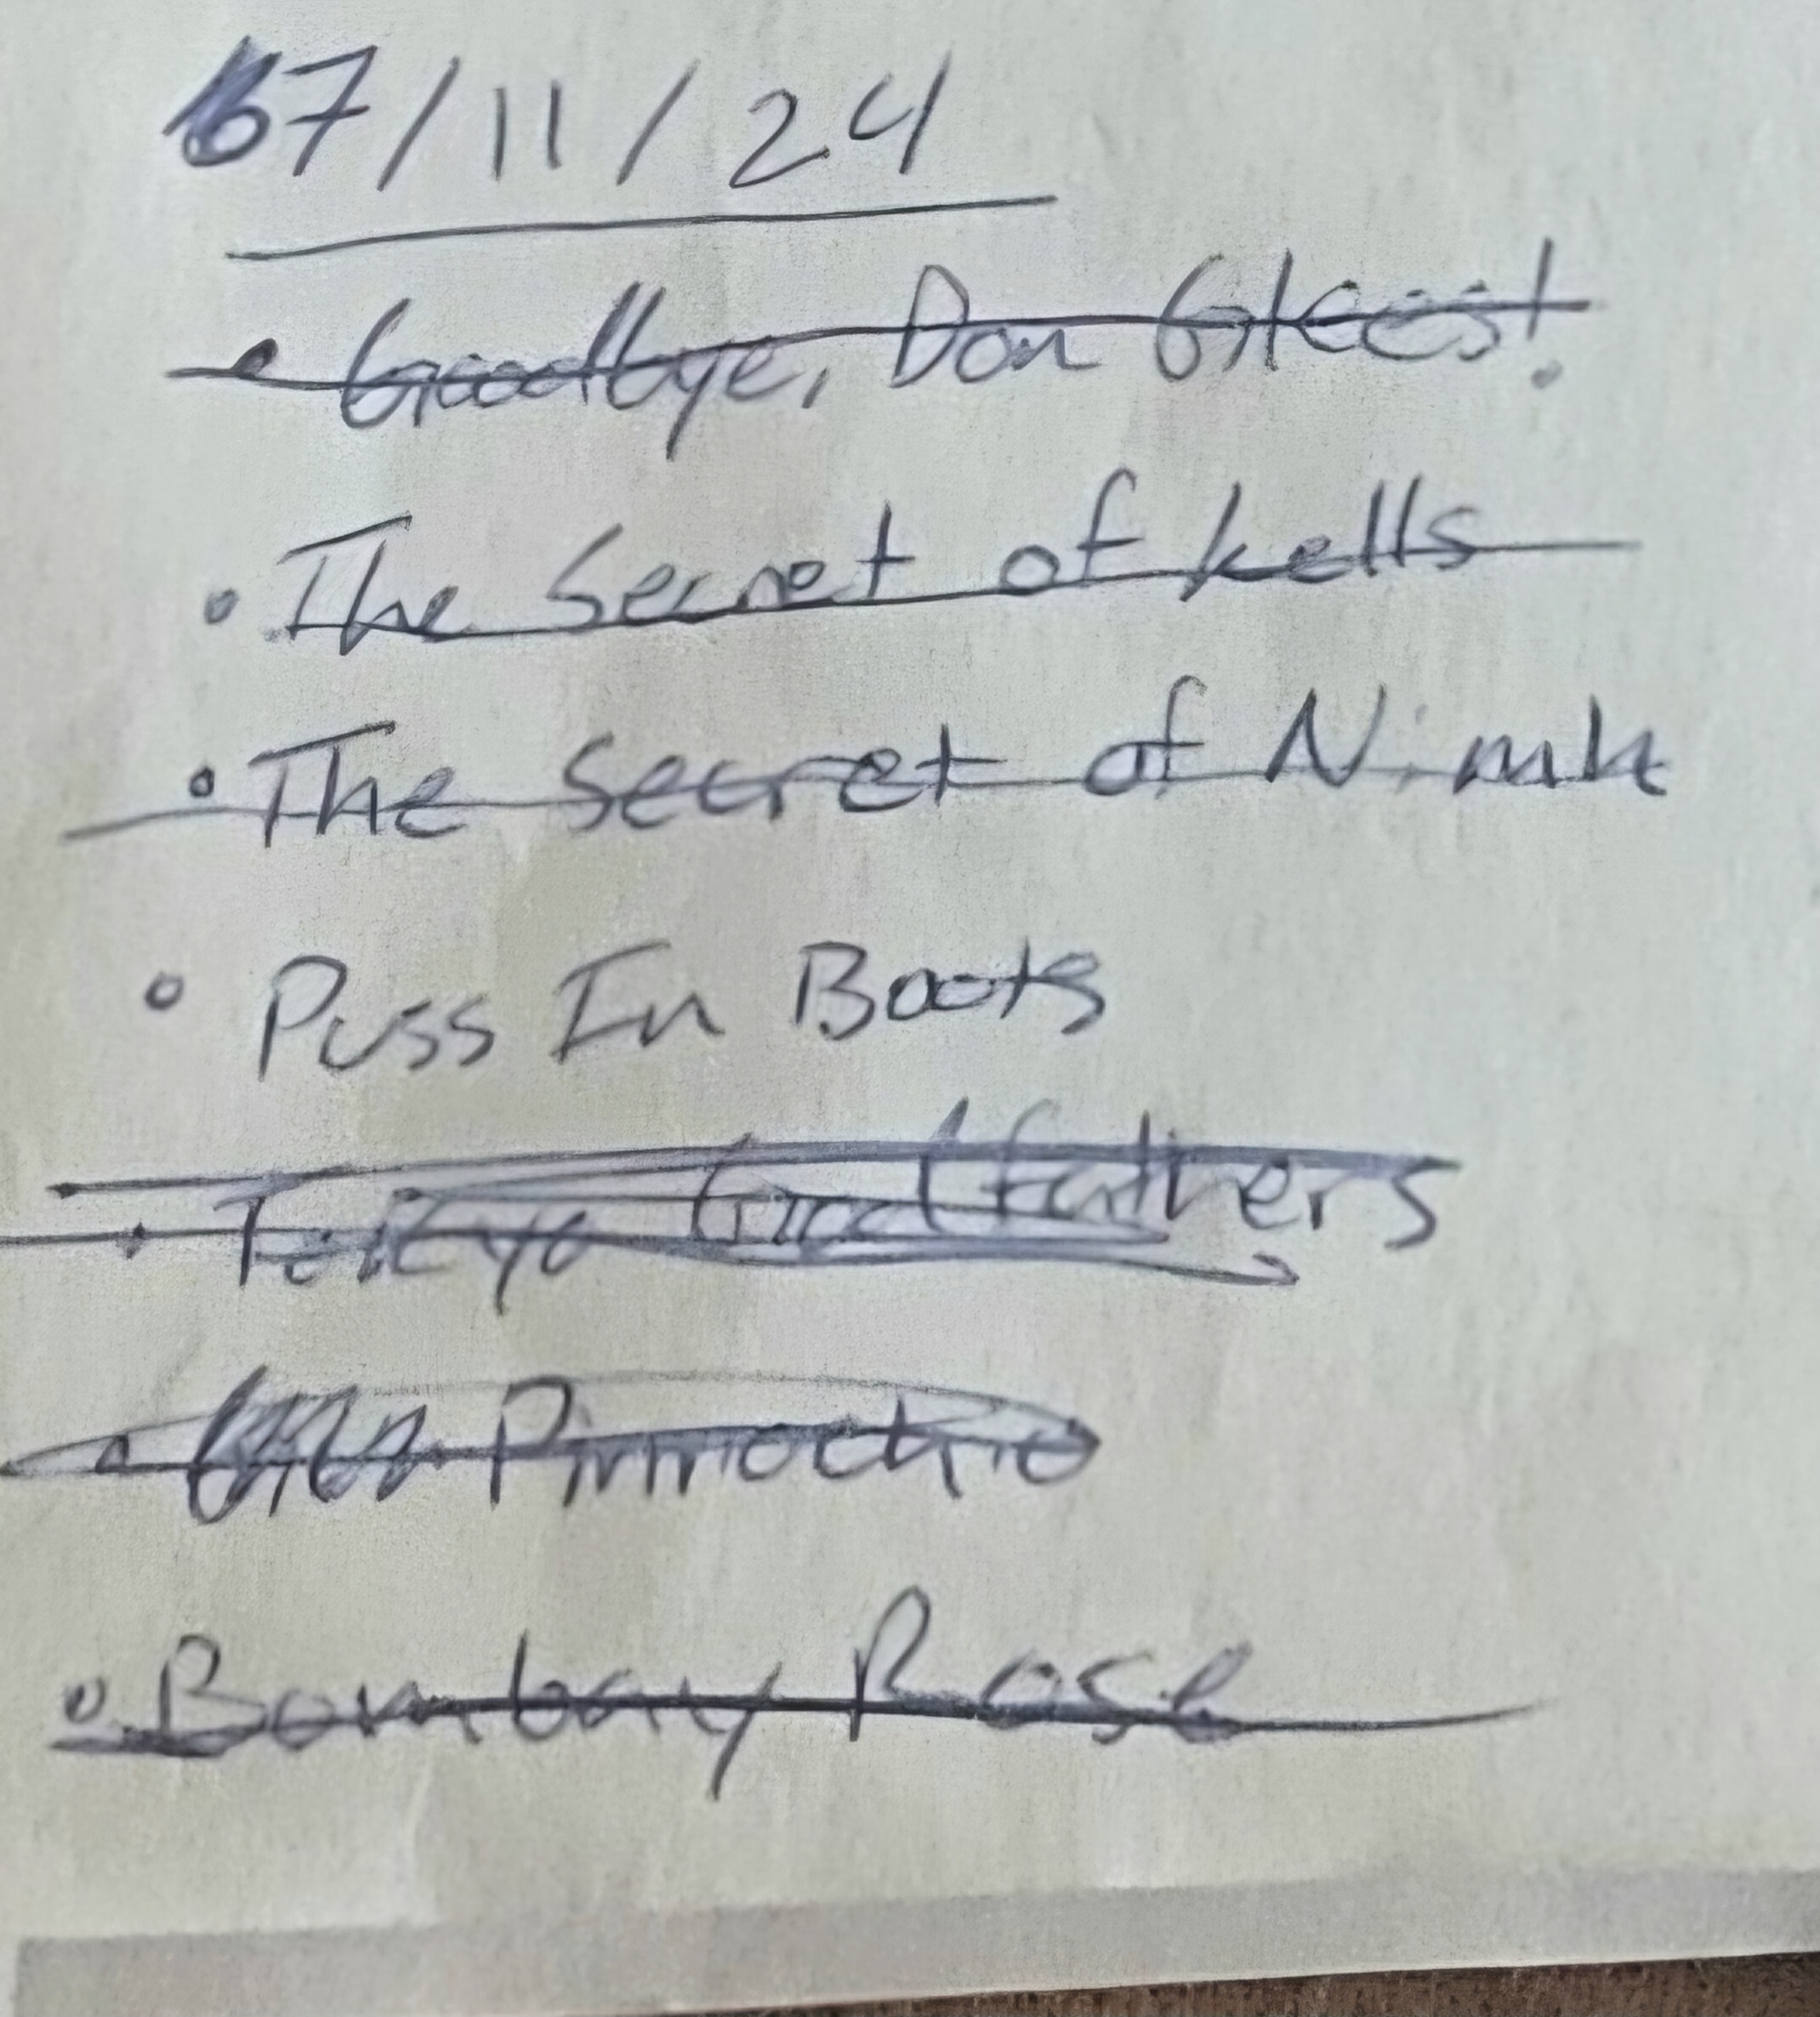 07/11/24
• Goodbye, Don Glees!
• The Secret of Kells
• The Secret of Nimh
• Puss In Boots
• Tokyo Godfathers
• Pinnochio
• Bombay Rose